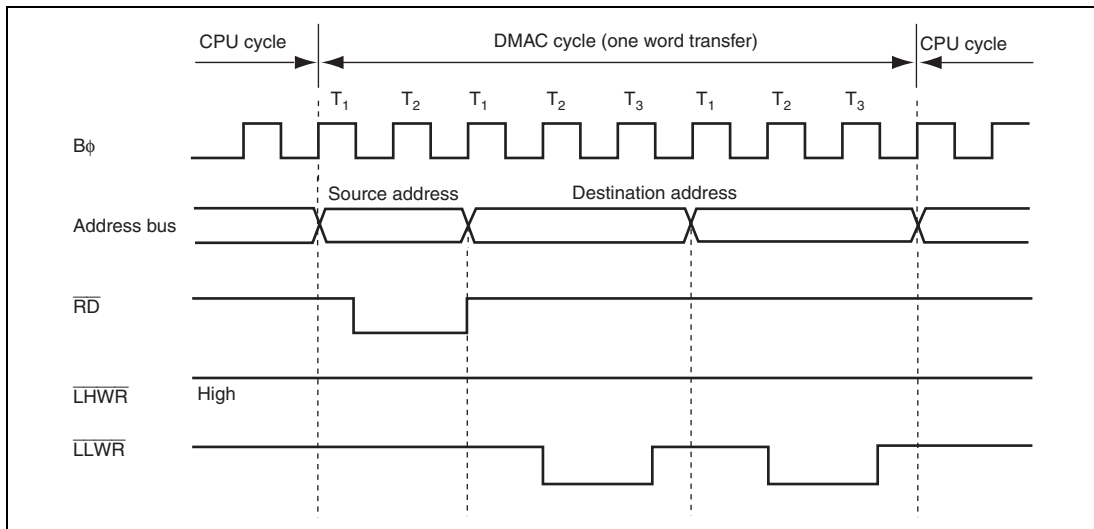 CPU cycle DMAC cycle (one word transfer) CPU cycle
T1 T2 T1 T2 T3 T1 T2 T3
Bϕ
Source address Destination address
Address bus
RD
LHWR High
LLWR